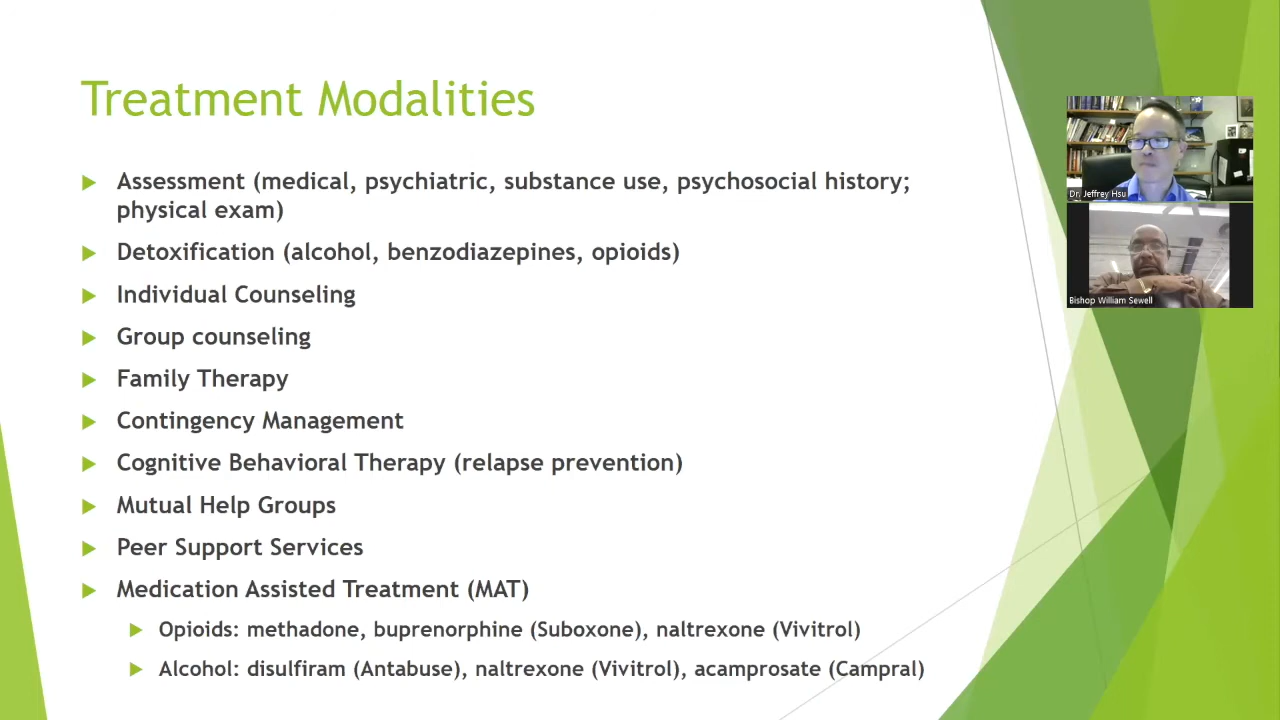 Treatment Modalities
Assessment (medical, psychiatric, substance use, psychosocial history;
physical exam)
Detoxification (alcohol, benzodiazepines, opioids)
Individual Counseling
Group counseling
Family Therapy
Contingency Management
Cognitive Behavioral Therapy (relapse prevention)
Mutual Help Groups
Peer Support Services
Medication Assisted Treatment (MAT)
Opioids: methadone, buprenorphine (Suboxone), naltrexone (Vivitrol)
Alcohol: disulfiram (Antabuse), naltrexone (Vivitrol), acamprosate (Campral)
Dr. Jeffrey Hsu
Bishop William Sewell